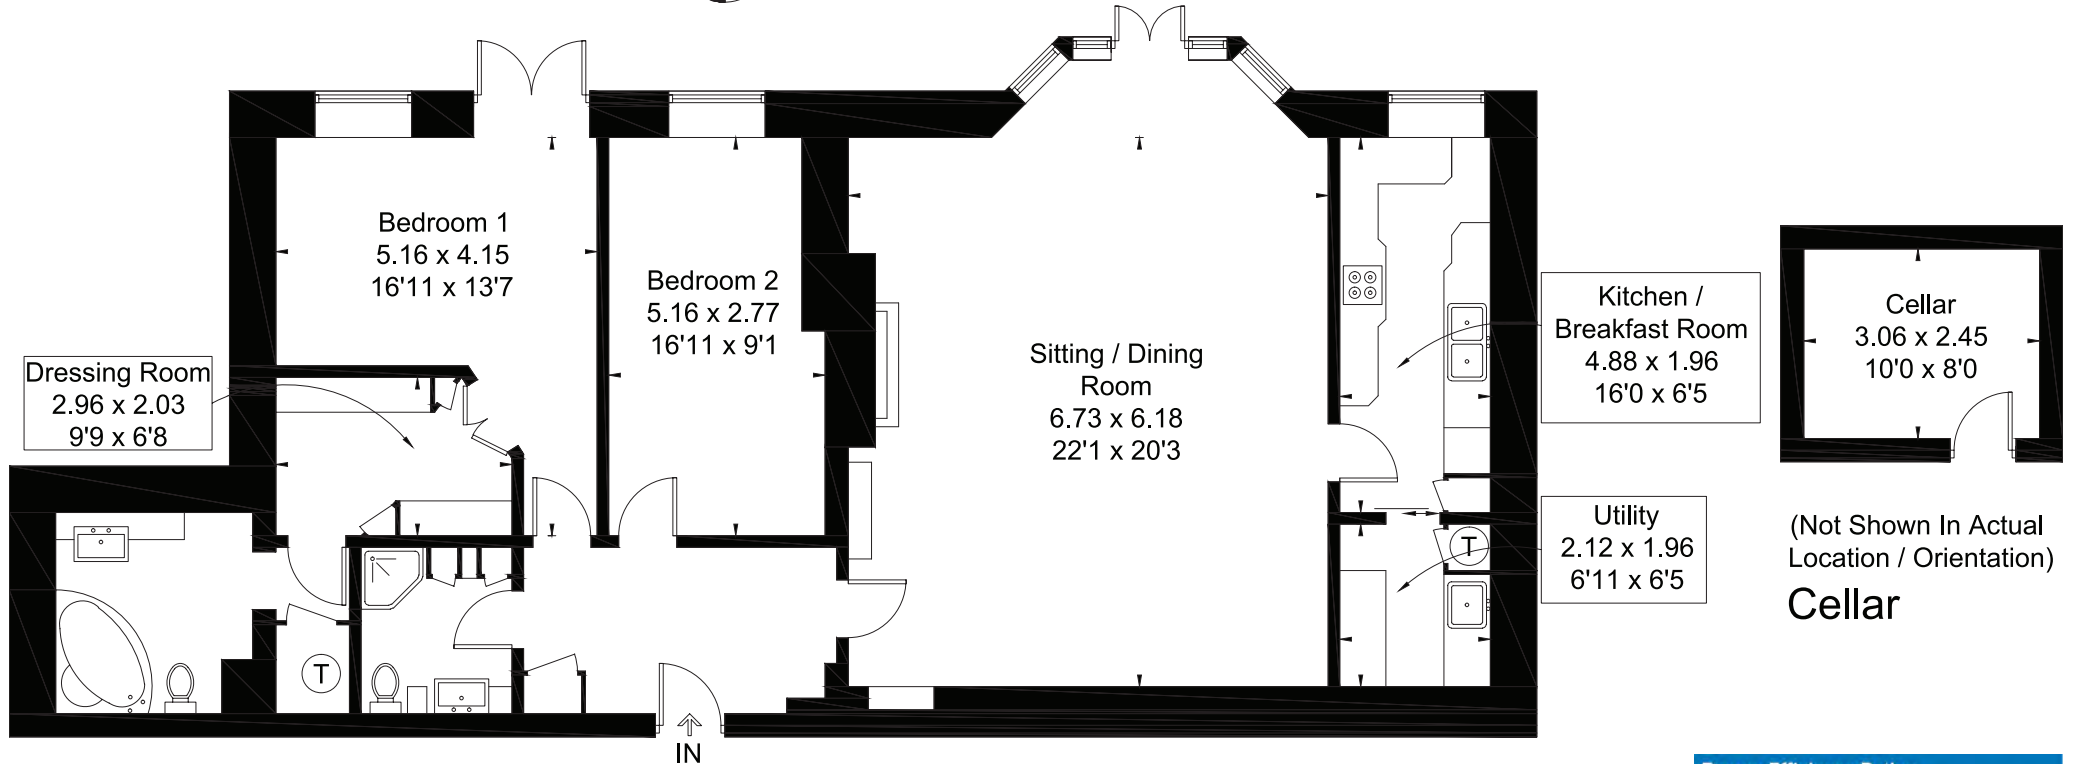 Bedroom 1
5.16 x 4.15
16'11 x 13'7
Bedroom 2
5.16 x 2.77
16'11 x 9'1
Dressing Room
2.96 x 2.03
9'9 x 6'8
Sitting / Dining
Room
6.73 x 6.18
22'1 x 20'3
Kitchen /
Breakfast Room
4.88 x 1.96
16'0 x 6'5
Cellar
3.06 x 2.45
10'0 x 8'0
Utility
2.12 x 1.96
6'11 x 6'5
T
T
(Not Shown In Actual
Location / Orientation)
Cellar
IN